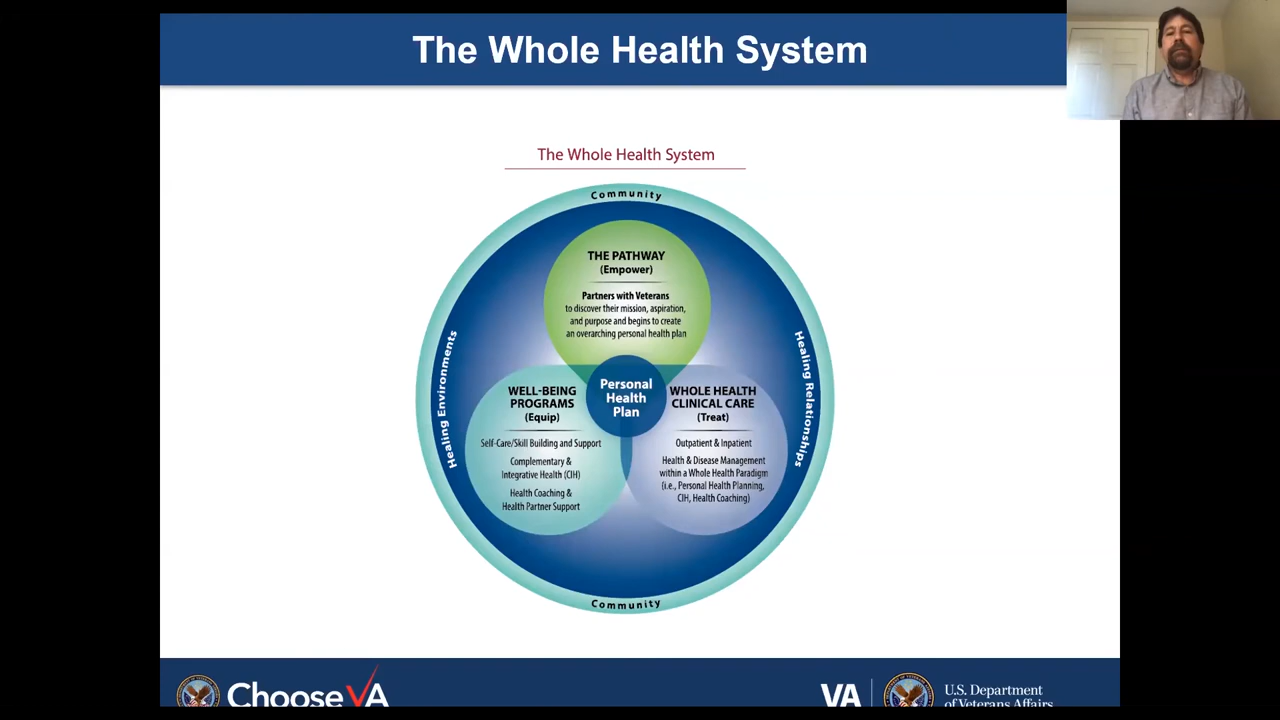 The Whole Health System
The Whole Health System
Community
THE PATHWAY
(Empower)
Partners with Veterans
to discover their mission, aspiration,
and purpose and begins to create
an overarching personal health plan
Healing Environments
Healing Relationships
Personal
Health
Plan
WELL-BEING
PROGRAMS
(Equip)
Self-Care/Skill Building and Support
Complementary &
Integrative Health (CIH)
Health Coaching &
Health Partner Support
WHOLE HEALTH
CLINICAL CARE
(Treat)
Outpatient & Inpatient
Health & Disease Management
within a Whole Health Paradigm
(i.e., Personal Health Planning,
CIH, Health Coaching)
Community
Choose VA
VA
U.S. Department
of Veterans Affairs